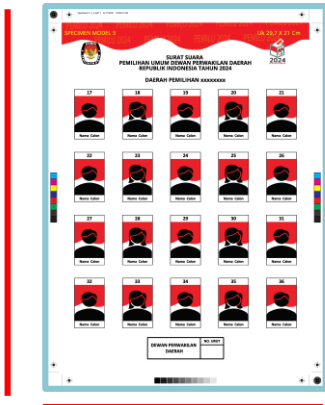 SPECIMEN MODEL 3
Uk 29,7 X 21 Cm
2024
SURAT SUARA
PEMILIHAN UMUM DEWAN PERWAKILAN DAERAH
REPUBLIK INDONESIA TAHUN 2024
DAERAH PEMILIHAN xxxxxxxx
17 18 19 20 21
Nama Calon Nama Calon Nama Calon Nama Calon Nama Calon
22 23 24 25 26
Nama Calon Nama Calon Nama Calon Nama Calon Nama Calon
27 28 29 30 31
Nama Calon Nama Calon Nama Calon Nama Calon Nama Calon
32 33 34 35 36
Nama Calon Nama Calon Nama Calon Nama Calon Nama Calon
DEWAN PERWAKILAN
DAERAH
NO. URUT